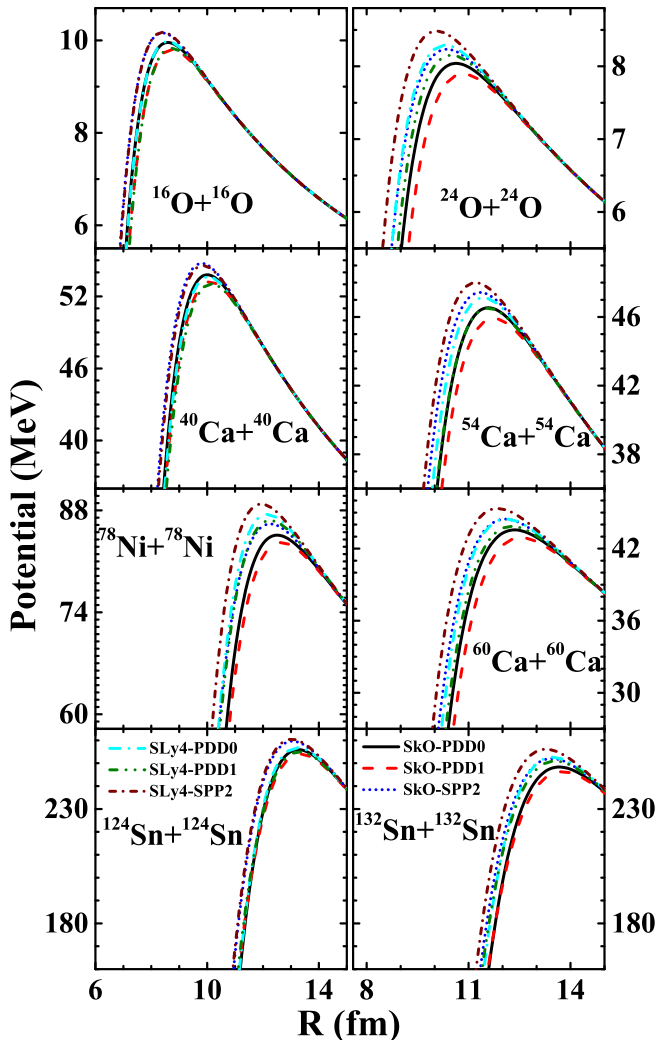 10
8
6
¹⁶O+¹⁶O
8
7
6
²⁴O+²⁴O
52
46
40
⁴⁰Ca+⁴⁰Ca
46
42
38
⁵⁴Ca+⁵⁴Ca
Potential (MeV)
88
74
60
⁷⁸Ni+⁷⁸Ni
42
36
30
⁶⁰Ca+⁶⁰Ca
SLy4-PDD0
SLy4-PDD1
SLy4-SPP2
SkO-PDD0
SkO-PDD1
SkO-SPP2
230
180
¹²⁴Sn+¹²⁴Sn
230
180
¹³²Sn+¹³²Sn
6 10 14
8 11 14
R (fm)